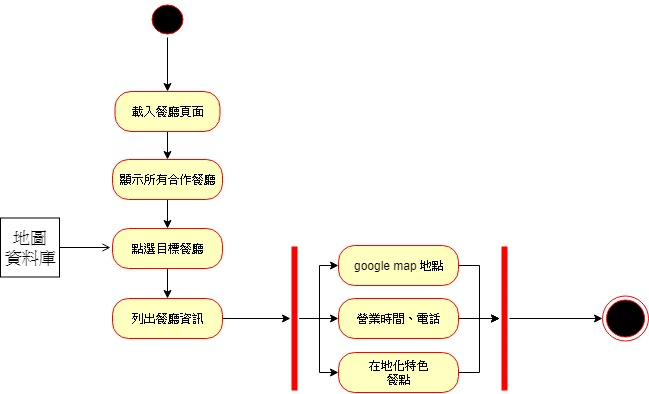 載入餐廳頁面
顯示所有合作餐廳
地圖
資料庫
點選目標餐廳
列出餐廳資訊
google map 地點
營業時間、電話
在地化特色
餐點